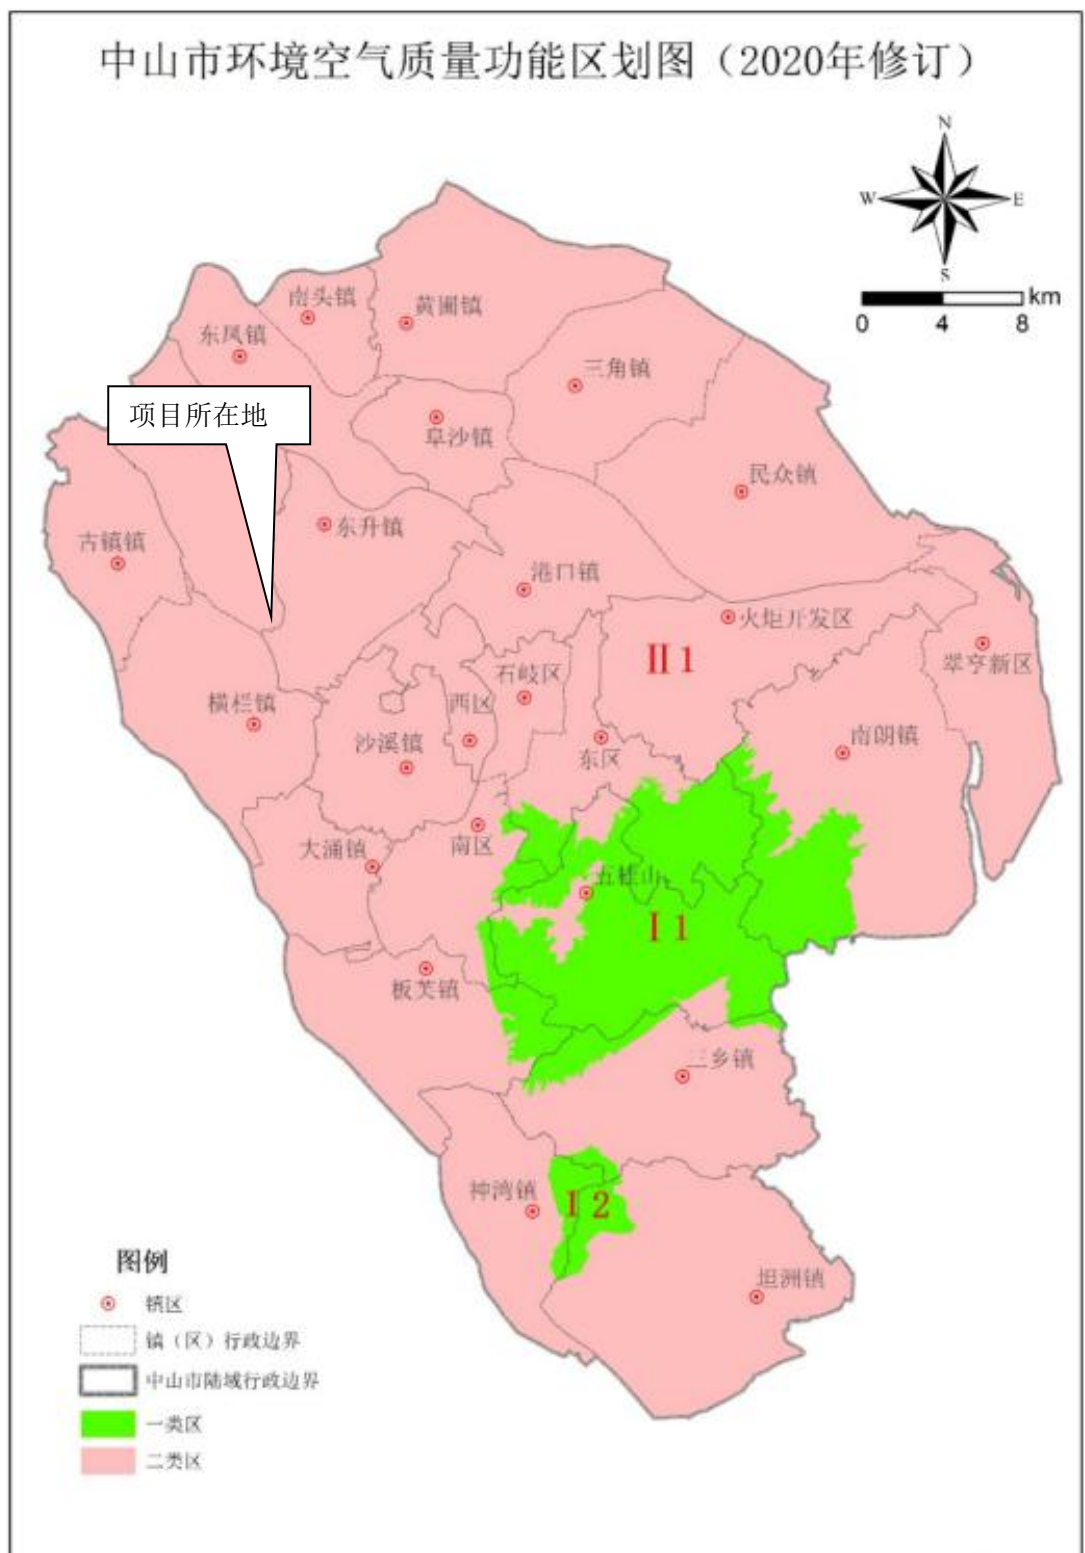 中山市环境空气质量功能区划图（2020年修订）
N
W
E
S
km
0 4 8
南头镇
黄圃镇
东凤镇
三角镇
项目所在地
阜沙镇
民众镇
东升镇
古镇镇
港口镇
火炬开发区
Ⅱ1
翠亨新区
石岐区
横栏镇
西区
沙溪镇
东区
南朗镇
南区
大涌镇
五桂山
Ⅰ1
板芙镇
三乡镇
神湾镇
Ⅰ2
坦洲镇
图例
镇区
镇（区）行政边界
中山市陆域行政边界
一类区
二类区